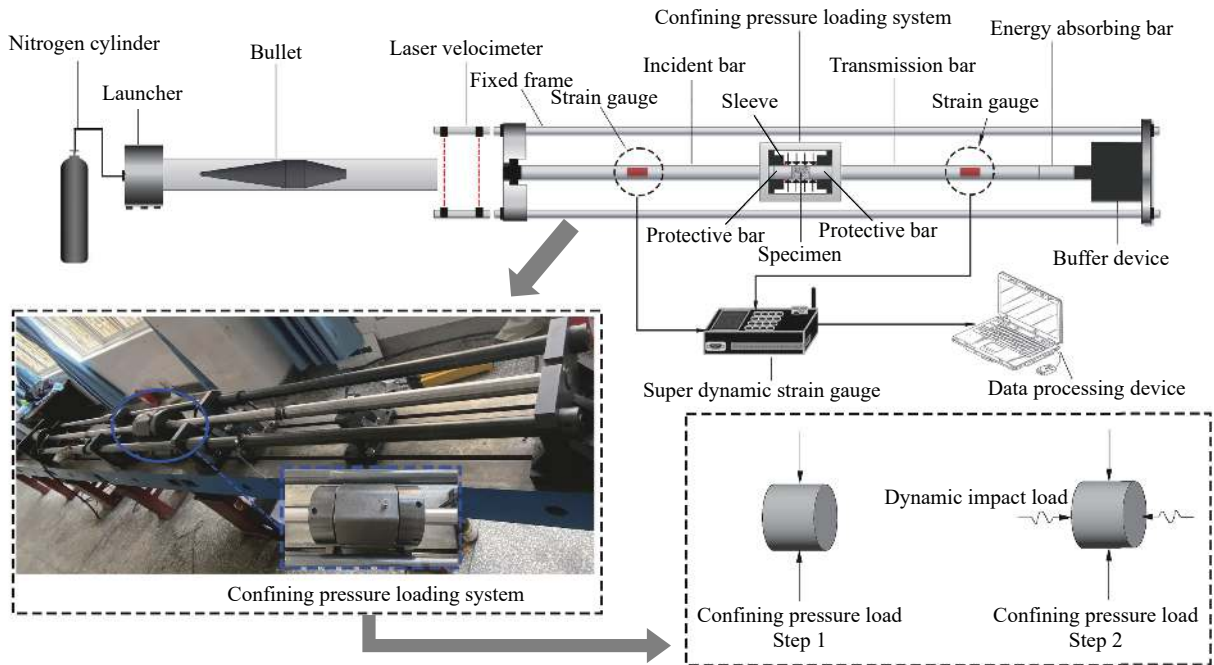 Confining pressure loading system
Nitrogen cylinder
Bullet
Laser velocimeter
Energy absorbing bar
Launcher
Fixed frame
Incident bar
Transmission bar
Strain gauge
Sleeve
Strain gauge
Protective bar
Protective bar
Specimen
Buffer device
Super dynamic strain gauge
Data processing device
Confining pressure loading system
Dynamic impact load
Confining pressure load
Step 1
Confining pressure load
Step 2